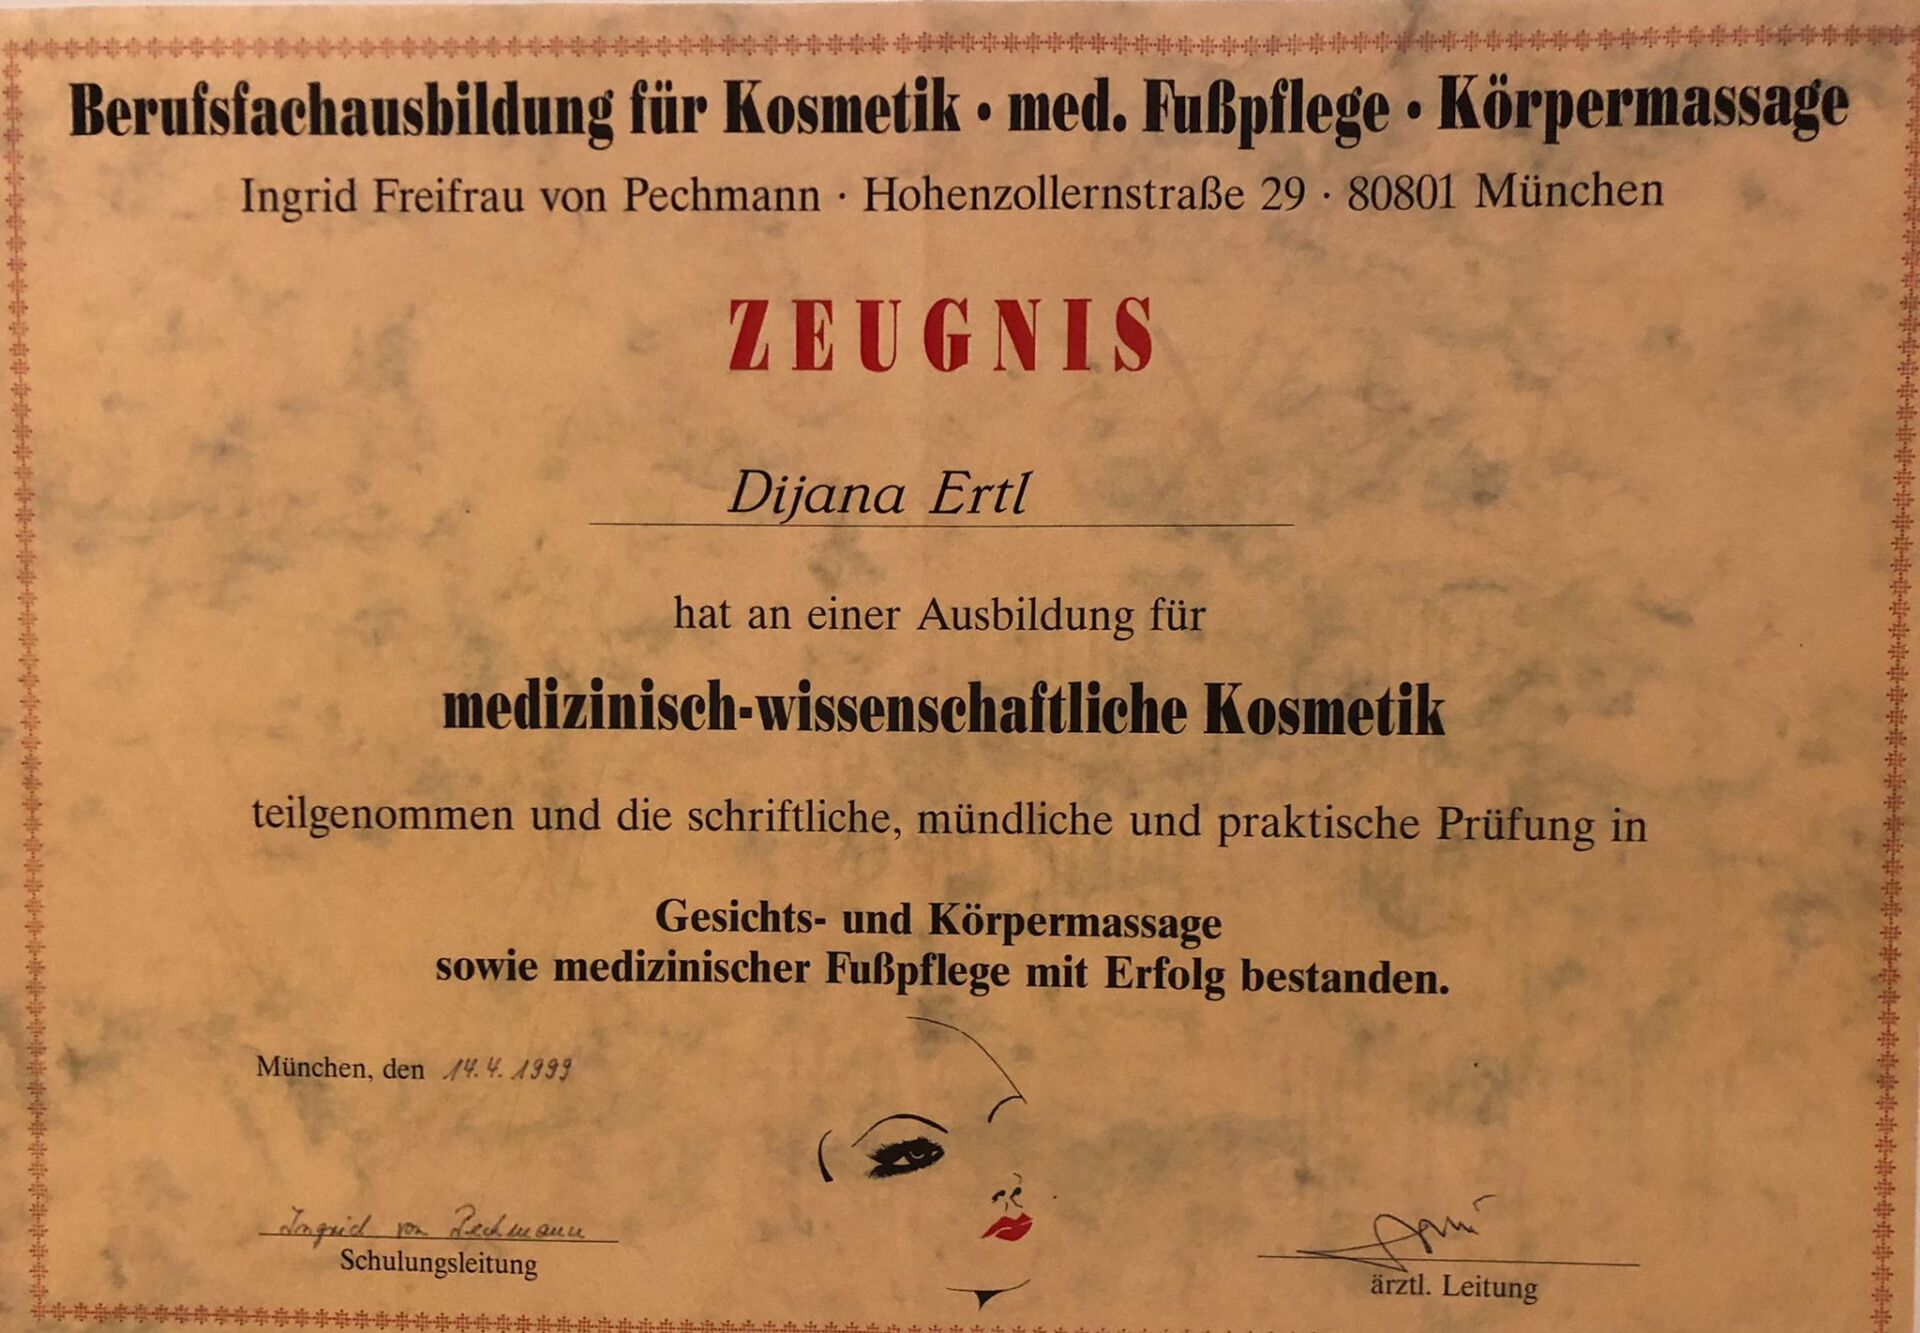 Berufsfachausbildung für Kosmetik • med. Fußpflege • Körpermassage
Ingrid Freifrau von Pechmann · Hohenzollernstraße 29 · 80801 München
ZEUGNIS
Dijana Ertl
hat an einer Ausbildung für
medizinisch-wissenschaftliche Kosmetik
teilgenommen und die schriftliche, mündliche und praktische Prüfung in
Gesichts- und Körpermassage
sowie medizinischer Fußpflege mit Erfolg bestanden.
München, den 14.4.1999
Ingrid von Pechmann
Schulungsleitung
ärztl. Leitung